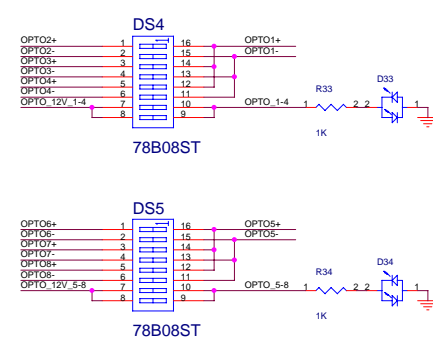 DS4
OPTO2+ 1 16 OPTO1+
OPTO2- 2 15 OPTO1-
OPTO3+ 3 14
OPTO3- 4 13
OPTO4+ 5 12
OPTO4- 6 11
OPTO_12V_1-4 7 10 OPTO_1-4
8 9
78B08ST
R33
1 2
1K
D33
2 1
DS5
OPTO6+ 1 16 OPTO5+
OPTO6- 2 15 OPTO5-
OPTO7+ 3 14
OPTO7- 4 13
OPTO8+ 5 12
OPTO8- 6 11
OPTO_12V_5-8 7 10 OPTO_5-8
8 9
78B08ST
R34
1 2
1K
D34
2 1